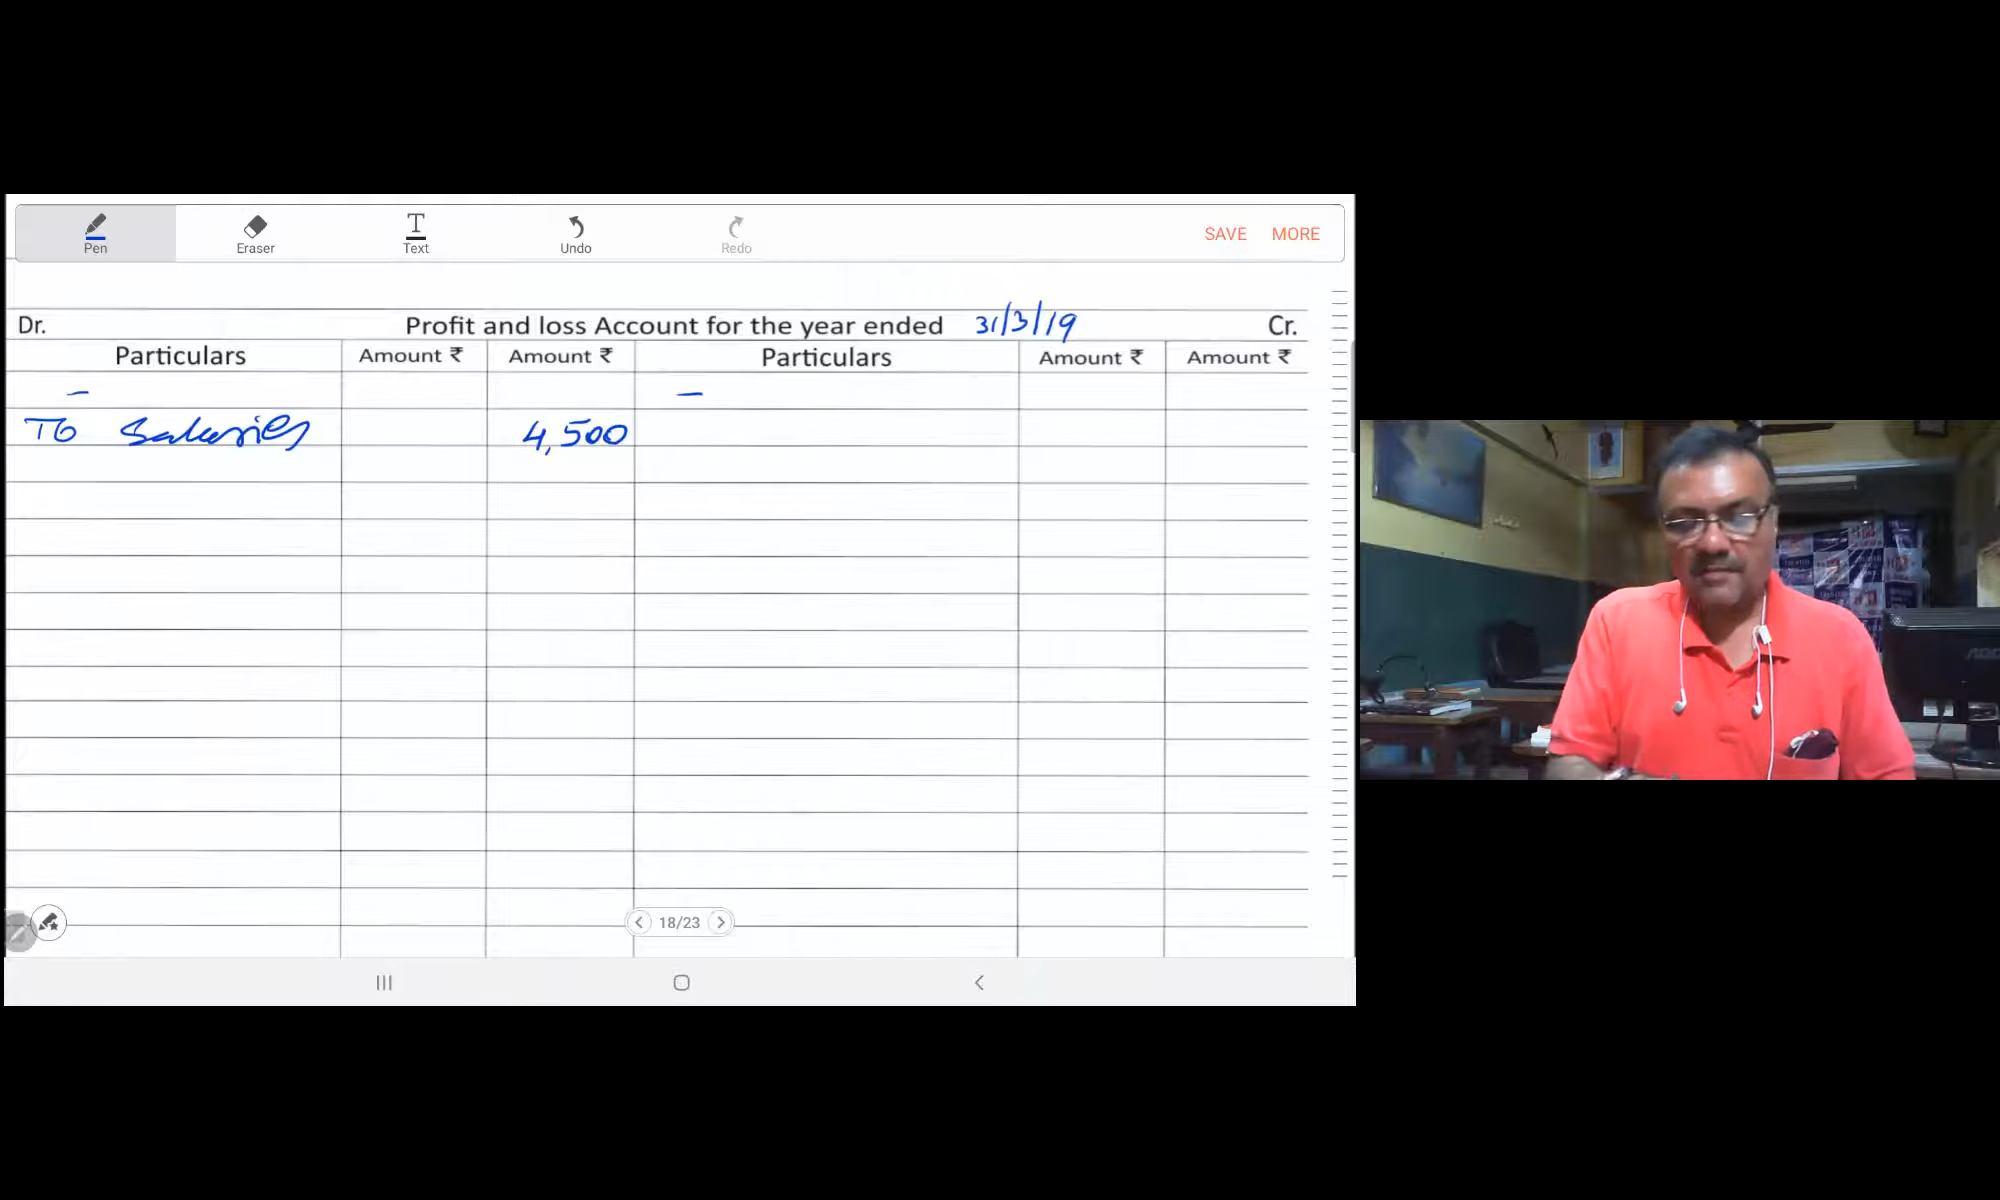 Pen Eraser Text Undo Redo SAVE MORE
Dr. Profit and loss Account for the year ended 31/3/19 Cr.
Particulars Amount ₹ Amount ₹ Particulars Amount ₹ Amount ₹
- -
To Salaries 4,500
18/23